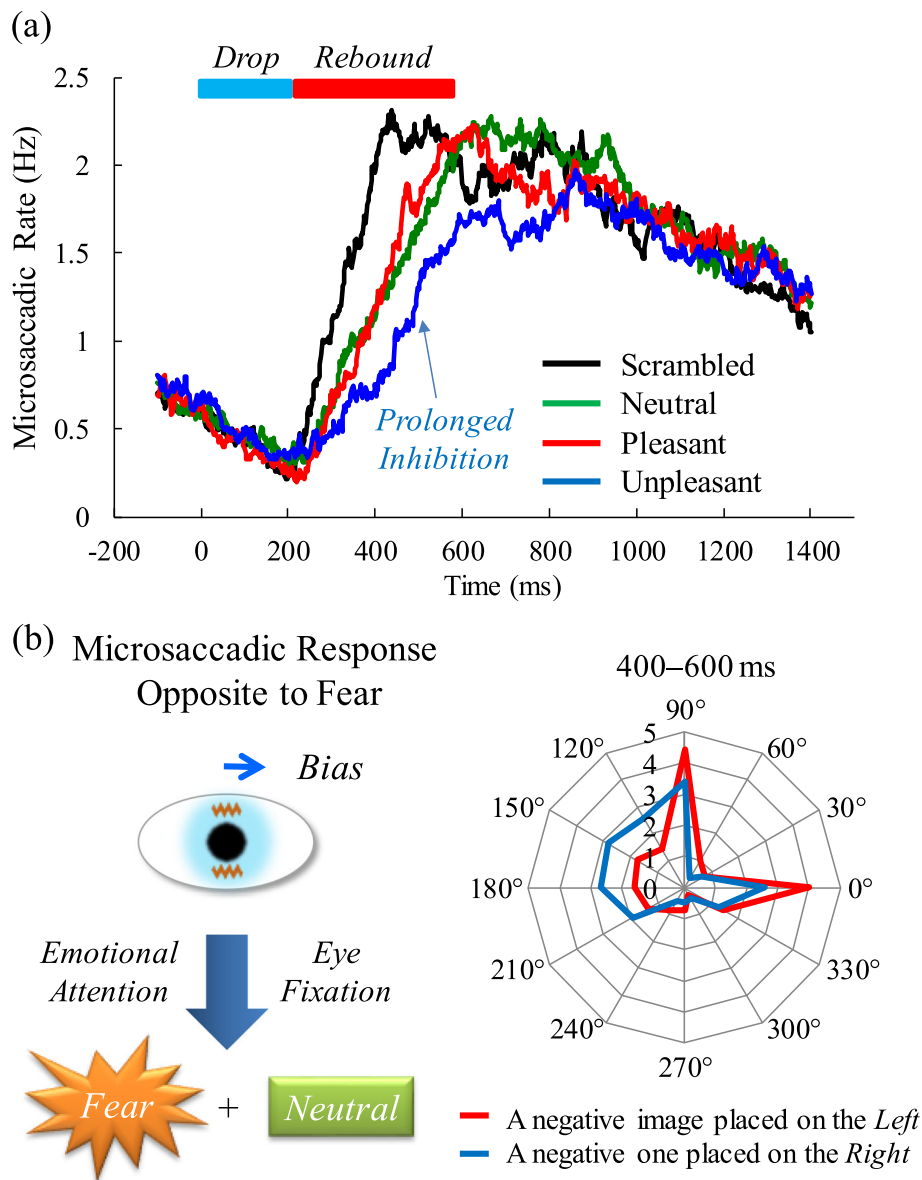 (a)
Drop Rebound
2.5
2
1.5
1
0.5
0
Microsaccadic Rate (Hz)
-200 0 200 400 600 800 1000 1200 1400
Time (ms)
Prolonged
Inhibition
Scrambled
Neutral
Pleasant
Unpleasant
(b)
Microsaccadic Response
Opposite to Fear
Bias
Emotional
Attention
Eye
Fixation
Fear + Neutral
400–600 ms
90°
120° 60°
150° 30°
180° 0°
210° 330°
240° 300°
270°
5
4
3
2
1
0
A negative image placed on the Left
A negative one placed on the Right